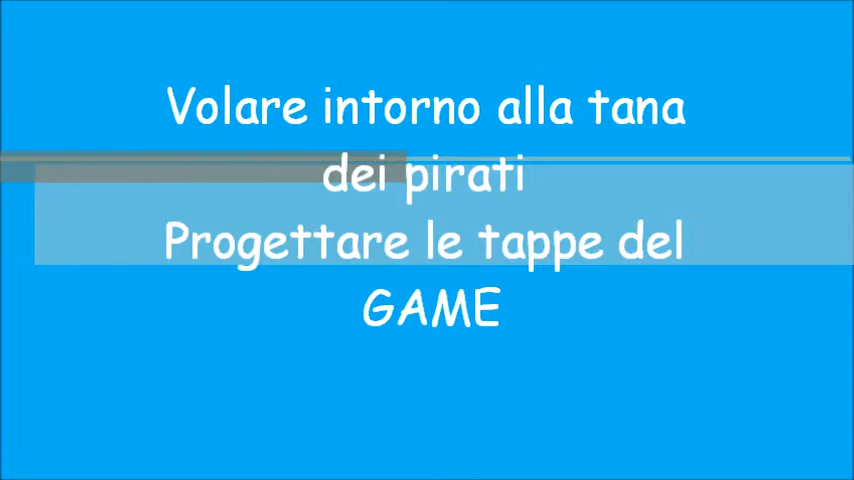 Volare intorno alla tana
dei pirati
Progettare le tappe del
GAME